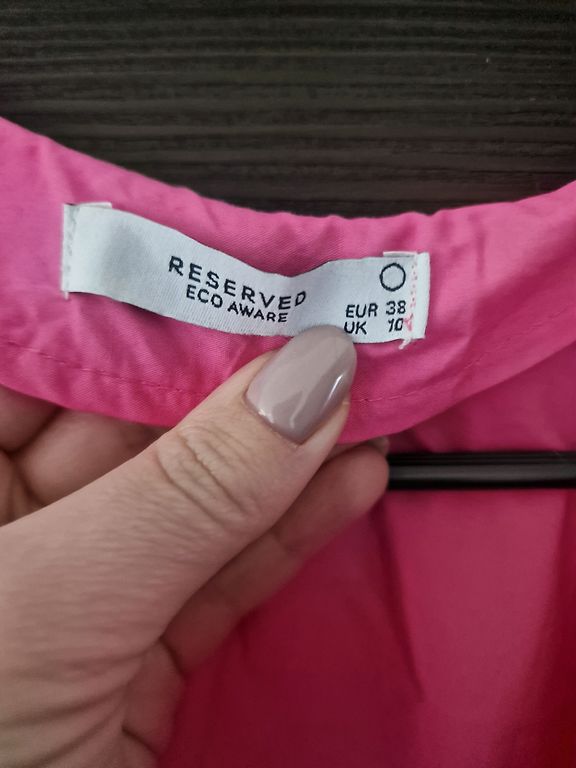 RESERVED
ECO AWARE
EUR 38
UK 10